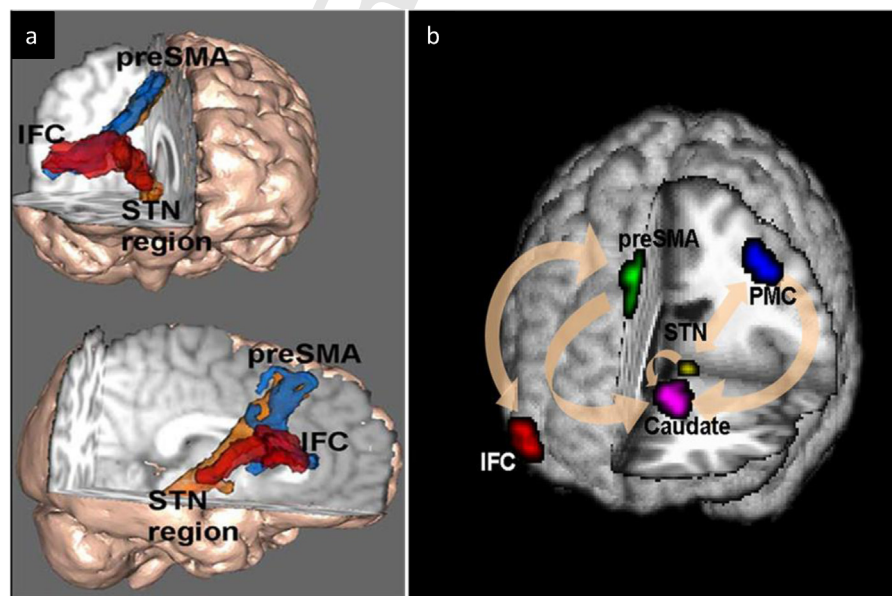 a
preSMA
IFC
STN
region
preSMA
IFC
STN
region
b
preSMA
PMC
STN
Caudate
IFC